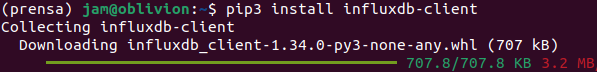 (prensa) jam@oblivion:~$ pip3 install influxdb-client
Collecting influxdb-client
Downloading influxdb_client-1.34.0-py3-none-any.whl (707 kB)
707.8/707.8 KB 3.2 MB